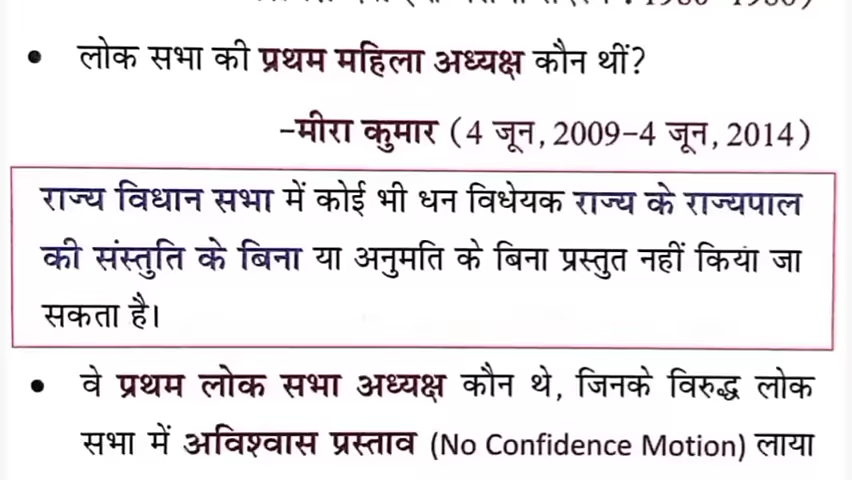 • लोक सभा की प्रथम महिला अध्यक्ष कौन थीं?
–मीरा कुमार (4 जून, 2009–4 जून, 2014)
राज्य विधान सभा में कोई भी धन विधेयक राज्य के राज्यपाल
की संस्तुति के बिना या अनुमति के बिना प्रस्तुत नहीं किया जा
सकता है।
• वे प्रथम लोक सभा अध्यक्ष कौन थे, जिनके विरुद्ध लोक
सभा में अविश्वास प्रस्ताव (No Confidence Motion) लाया